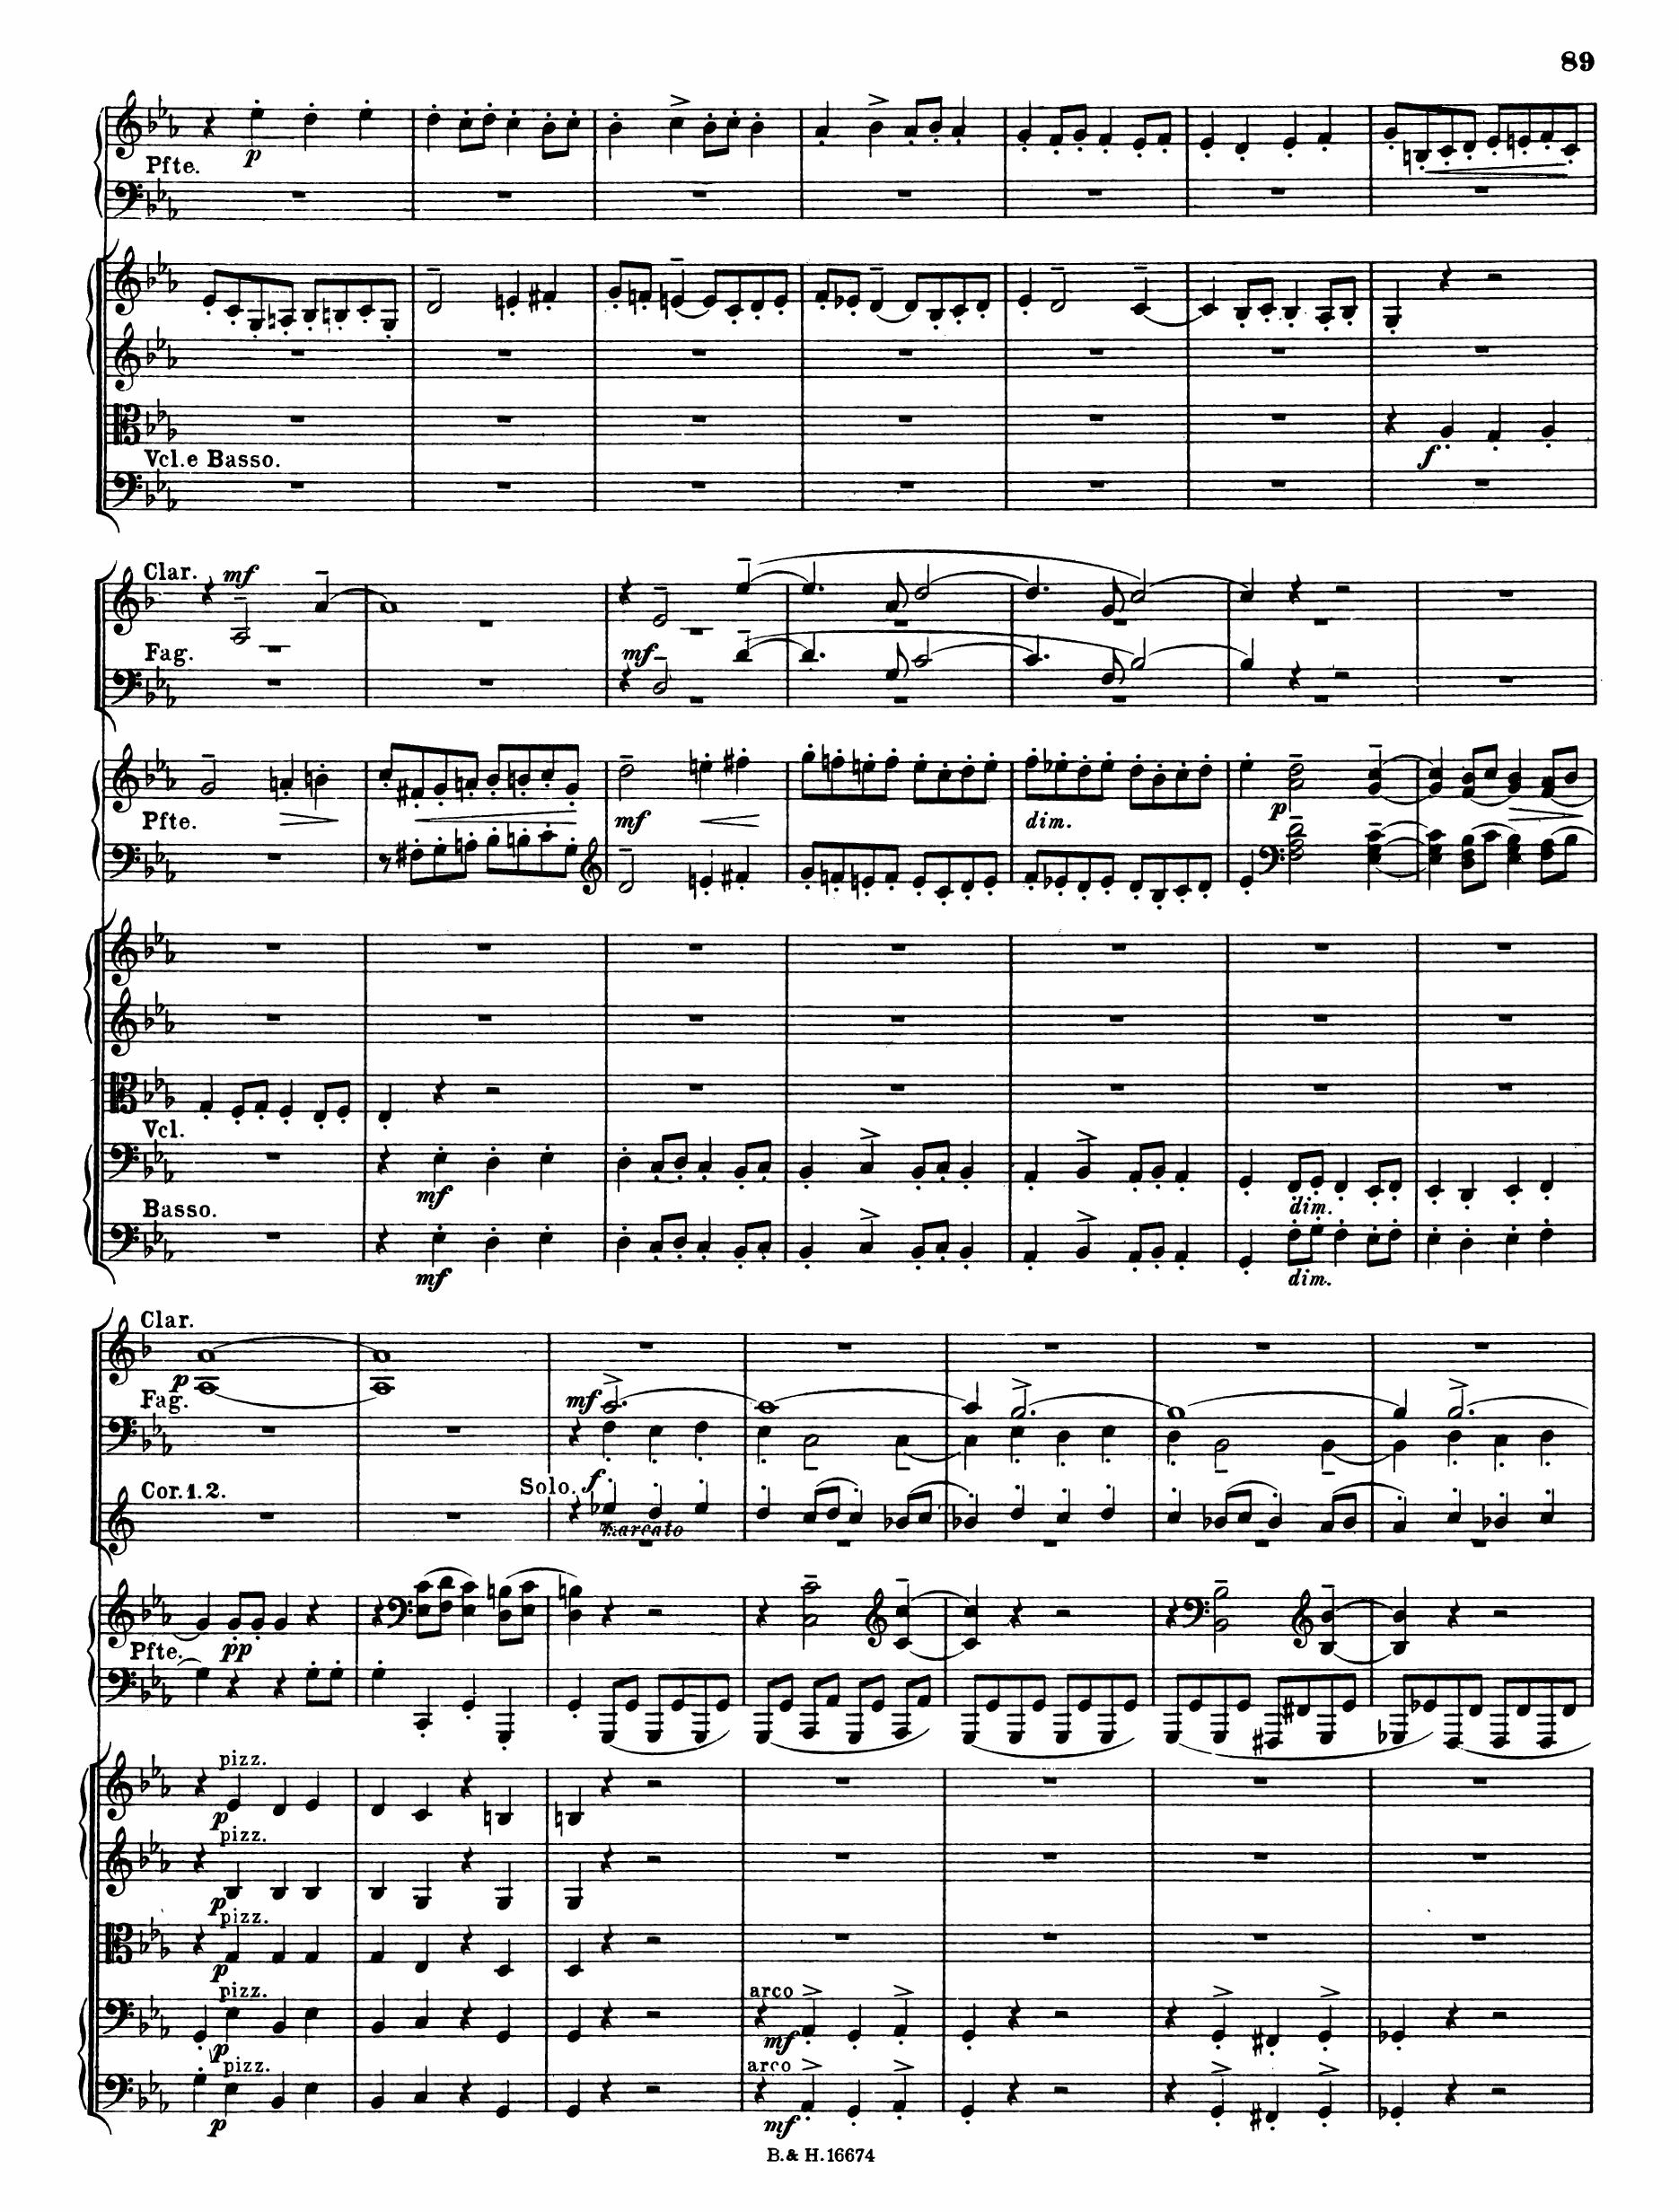 89
p
Pfte.
Vcl. e Basso.
f
Clar.
mf
Fag.
mf
Pfte.
mf
dim.
p
Vcl.
mf
dim.
Basso.
mf
dim.
Clar.
p
Fag.
mf
Cor. 1. 2.
Solo. f
marcato
Pfte.
pp
pizz.
p
pizz.
p
pizz.
p
pizz.
arco
p
mf
pizz.
arco
p
mf
B. & H. 16674